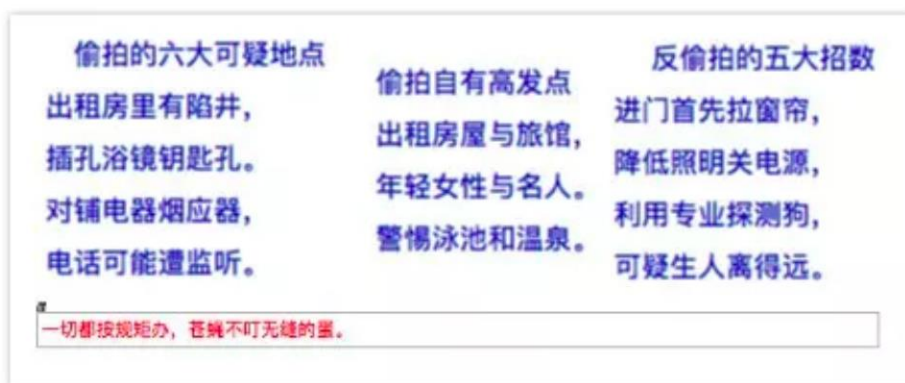 偷拍的六大可疑地点
出租房里有陷井，
插孔浴镜钥匙孔。
对铺电器烟应器，
电话可能遭监听。
偷拍自有高发点
出租房屋与旅馆，
年轻女性与名人。
警惕泳池和温泉。
反偷拍的五大招数
进门首先拉窗帘，
降低照明关电源，
利用专业探测狗，
可疑生人离得远。
一切都按规矩办，苍蝇不叮无缝的蛋。